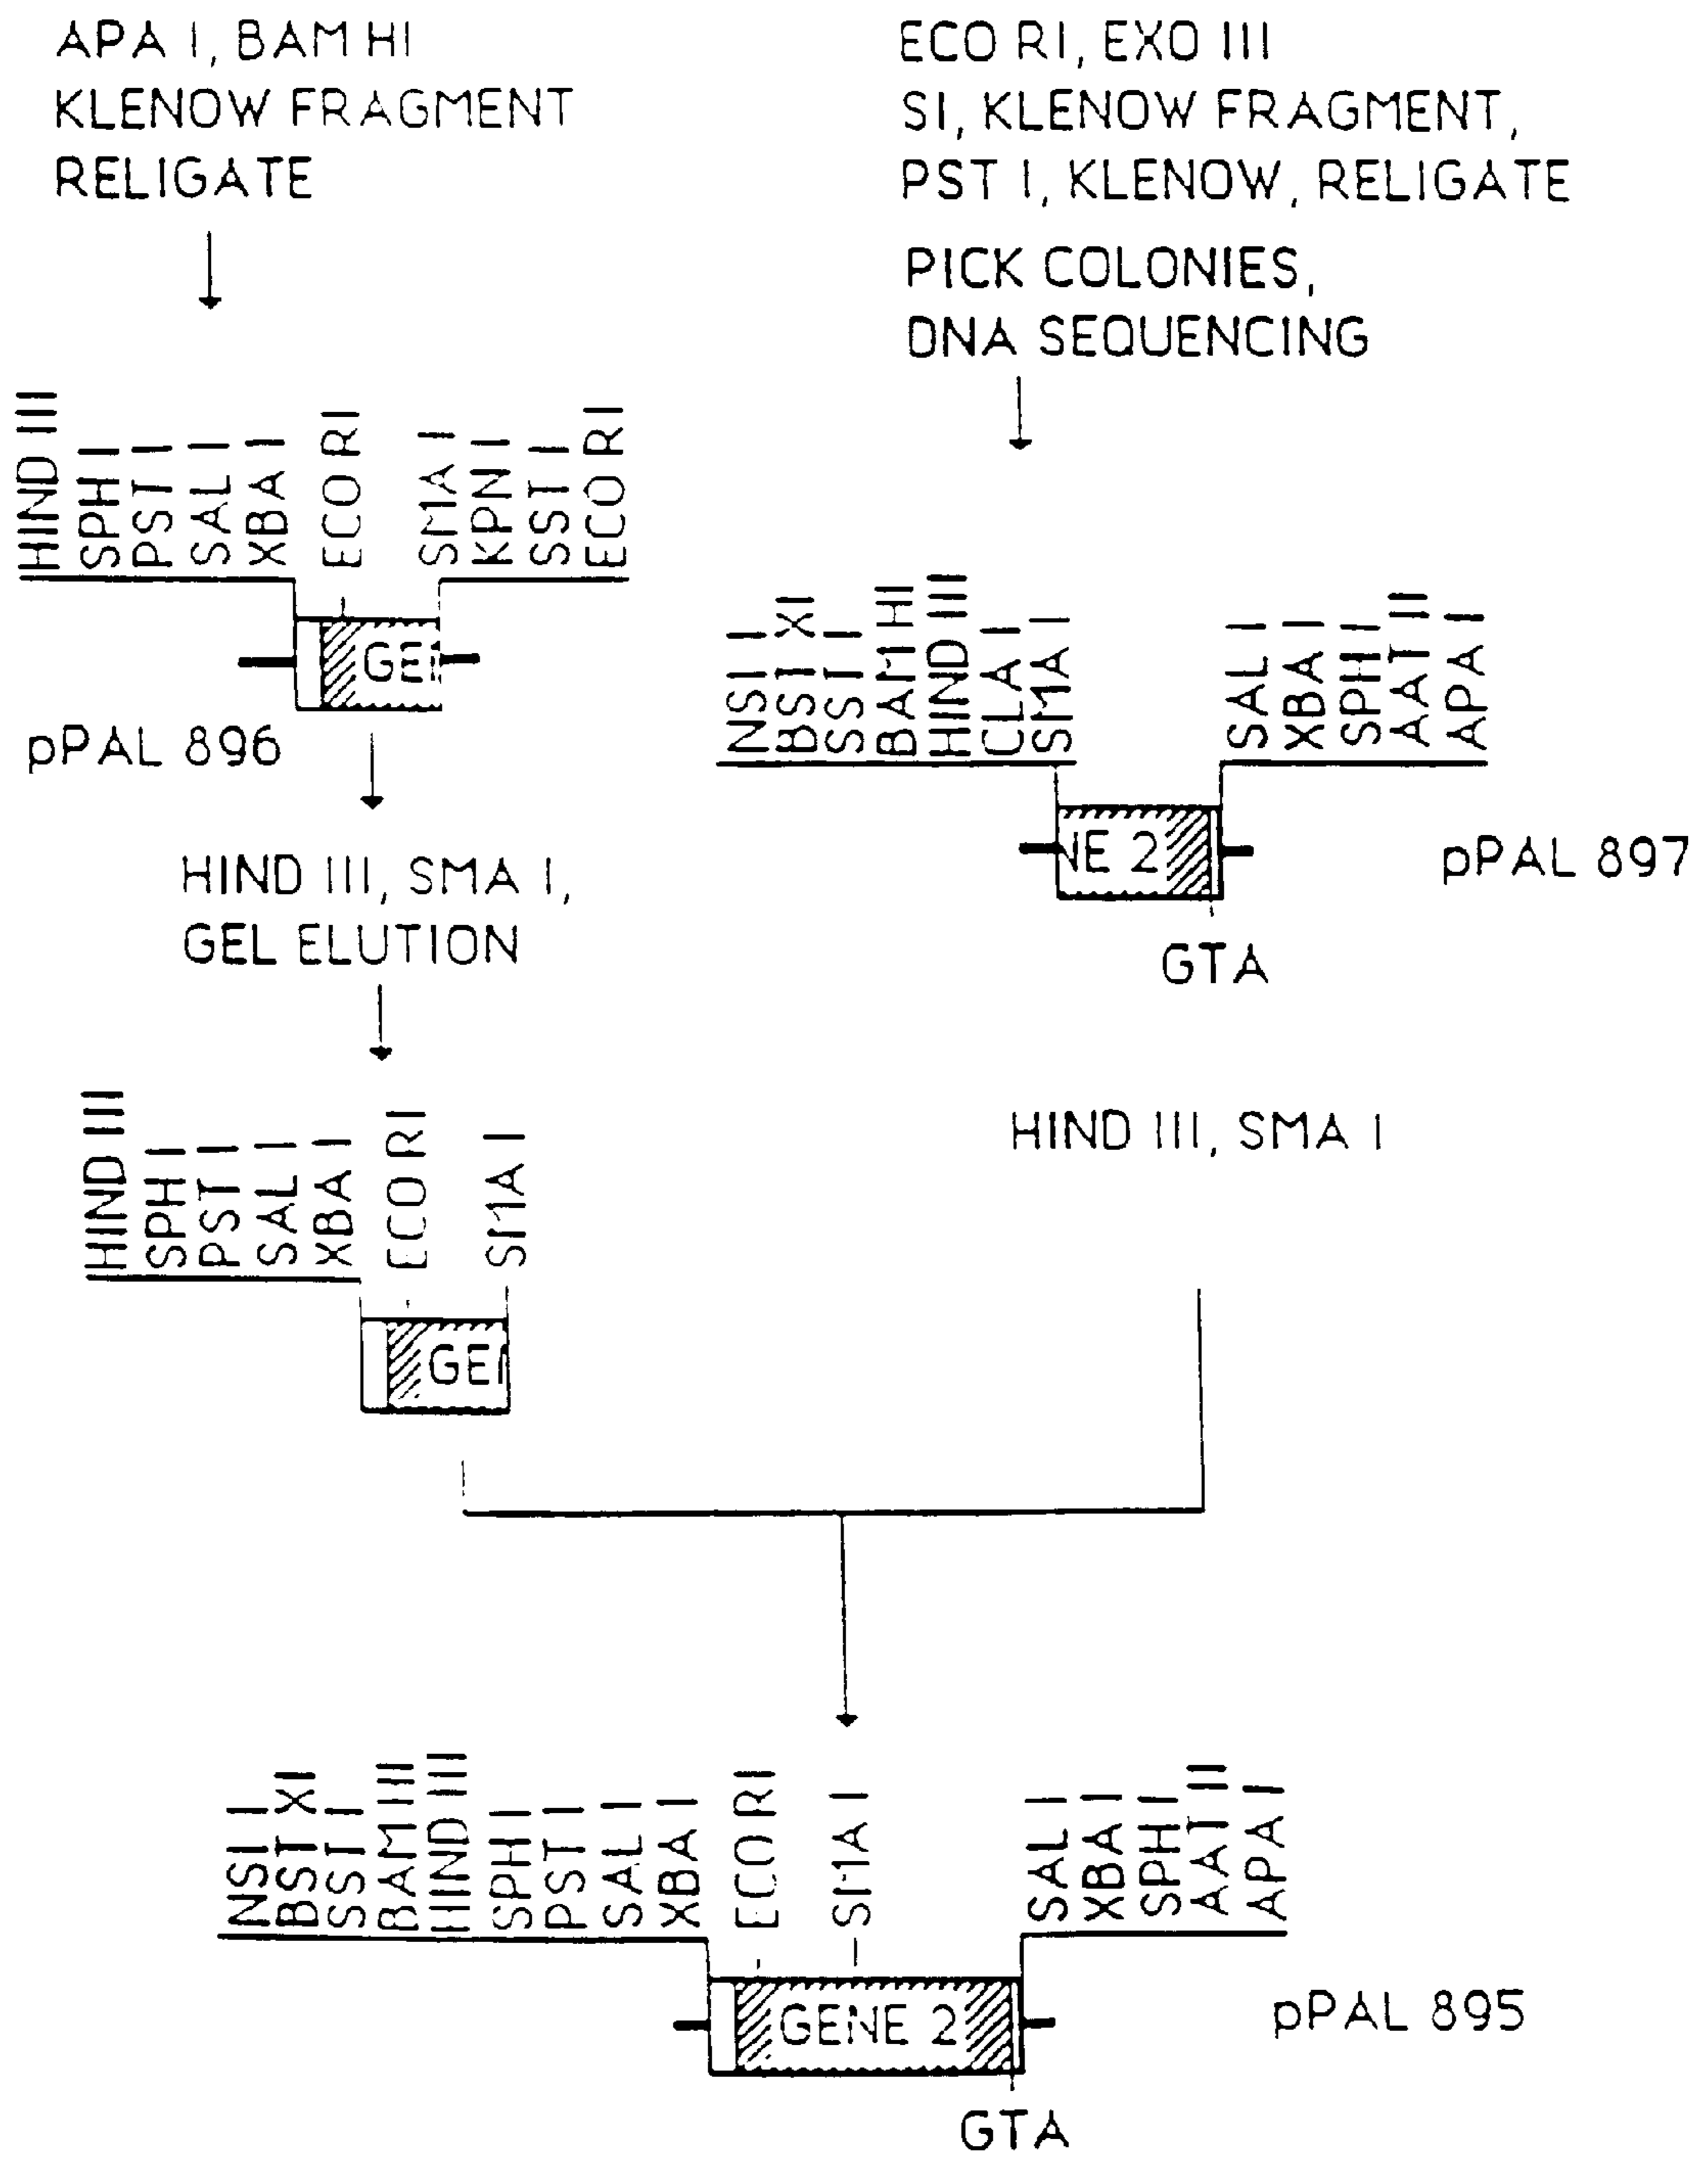 APA I, BAM HI
KLENOW FRAGMENT
RELIGATE
ECO RI, EXO III
SI, KLENOW FRAGMENT,
PST I, KLENOW, RELIGATE
PICK COLONIES,
DNA SEQUENCING
HIND III
SPH I
PST I
SAL I
XBA I
ECO RI
SMA I
KPN I
SST I
ECO RI
GEN
pPAL 896
NSI I
BST XI
SST I
BAM HI
HIND III
CLA I
SMA I
SAL I
XBA I
SPH I
AAT II
APA I
NE 2
pPAL 897
GTA
HIND III, SMA I,
GEL ELUTION
HIND III
SPH I
PST I
SAL I
XBA I
ECO RI
SMA I
GEN
HIND III, SMA I
NSI I
BST XI
SST I
BAM HI
HIND III
SPH I
PST I
SAL I
XBA I
ECO RI
SMA I
SAL I
XBA I
SPH I
AAT II
APA I
GENE 2
pPAL 895
GTA